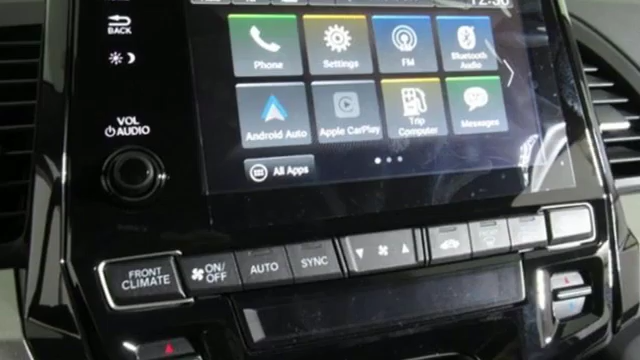 BACK
Phone
Settings
FM
Bluetooth
Audio
VOL
AUDIO
Android Auto
Apple CarPlay
Trip
Computer
Messages
All Apps
FRONT
CLIMATE
ON/
OFF
AUTO
SYNC